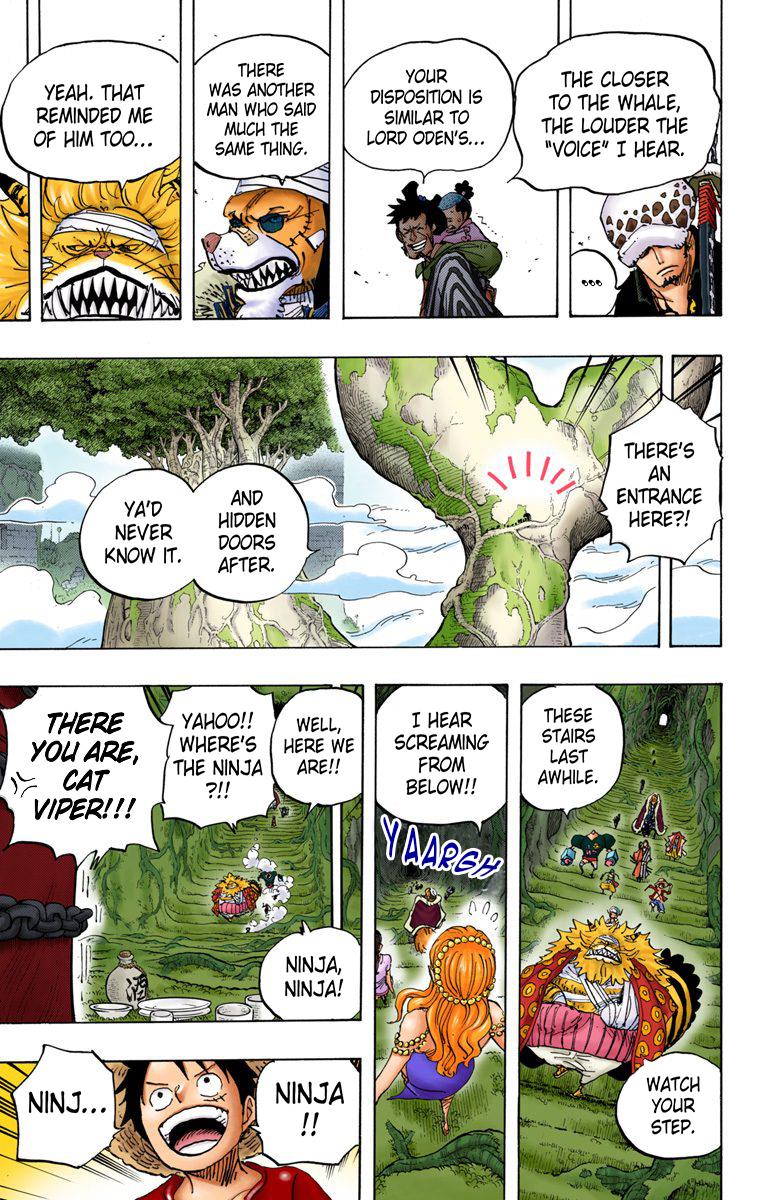 THE CLOSER
TO THE WHALE,
THE LOUDER THE
"VOICE" I HEAR.
...
YOUR
DISPOSITION IS
SIMILAR TO
LORD ODEN'S...
THERE
WAS ANOTHER
MAN WHO SAID
MUCH THE
SAME THING.
YEAH. THAT
REMINDED ME
OF HIM TOO...
THERE'S
AN
ENTRANCE
HERE?!
AND
HIDDEN
DOORS
AFTER.
YA'D
NEVER
KNOW IT.
THESE
STAIRS
LAST
AWHILE.
WATCH
YOUR
STEP.
I HEAR
SCREAMING
FROM
BELOW!!
YAARGH
WELL,
HERE WE
ARE!!
YAHOO!!
WHERE'S
THE NINJA
?!!
NINJA,
NINJA!
THERE
YOU ARE,
CAT
VIPER!!!
酒
NINJA
!!
NINJ...